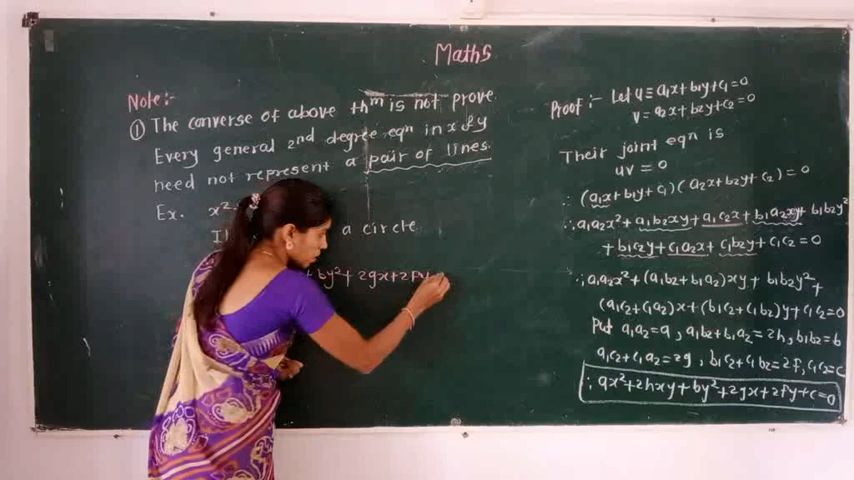 Maths
Note:-
① The converse of above thm is not prove
Every general 2nd degree eqn in x & y
need not represent a pair of lines.
Ex. x²
a circle
+ by² + 2gx + 2fy
Proof :- Let u ≡ a₁x + b₁y + c₁ = 0
v = a₂x + b₂y + c₂ = 0
Their joint eqn is
uv = 0
∴ (a₁x + b₁y + c₁) (a₂x + b₂y + c₂) = 0
∴ a₁a₂x² + a₁b₂xy + a₁c₂x + b₁a₂xy + b₁b₂y²
+ b₁c₂y + c₁a₂x + c₁b₂y + c₁c₂ = 0
∴ a₁a₂x² + (a₁b₂ + b₁a₂)xy + b₁b₂y² +
(a₁c₂ + c₁a₂)x + (b₁c₂ + c₁b₂)y + c₁c₂ = 0
Put a₁a₂ = a, a₁b₂ + b₁a₂ = 2h, b₁b₂ = b
a₁c₂ + c₁a₂ = 2g, b₁c₂ + c₁b₂ = 2f, c₁c₂ = c
∴ ax² + 2hxy + by² + 2gx + 2fy + c = 0